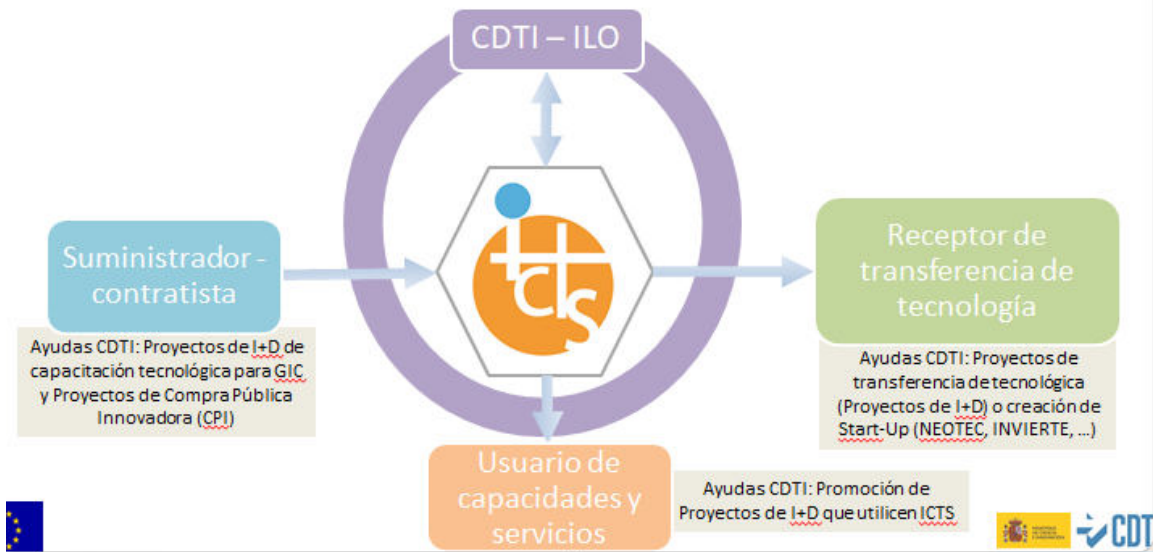 CDTI – ILO
Suministrador -
contratista
Ayudas CDTI: Proyectos de I+D de
capacitación tecnológica para GIC
y Proyectos de Compra Pública
Innovadora (CPI)
icts
Receptor de
transferencia de
tecnología
Ayudas CDTI: Proyectos de
transferencia de tecnológica
(Proyectos de I+D) o creación de
Start-Up (NEOTEC, INVIERTE, ...)
Usuario de
capacidades y
servicios
Ayudas CDTI: Promoción de
Proyectos de I+D que utilicen ICTS
CDT